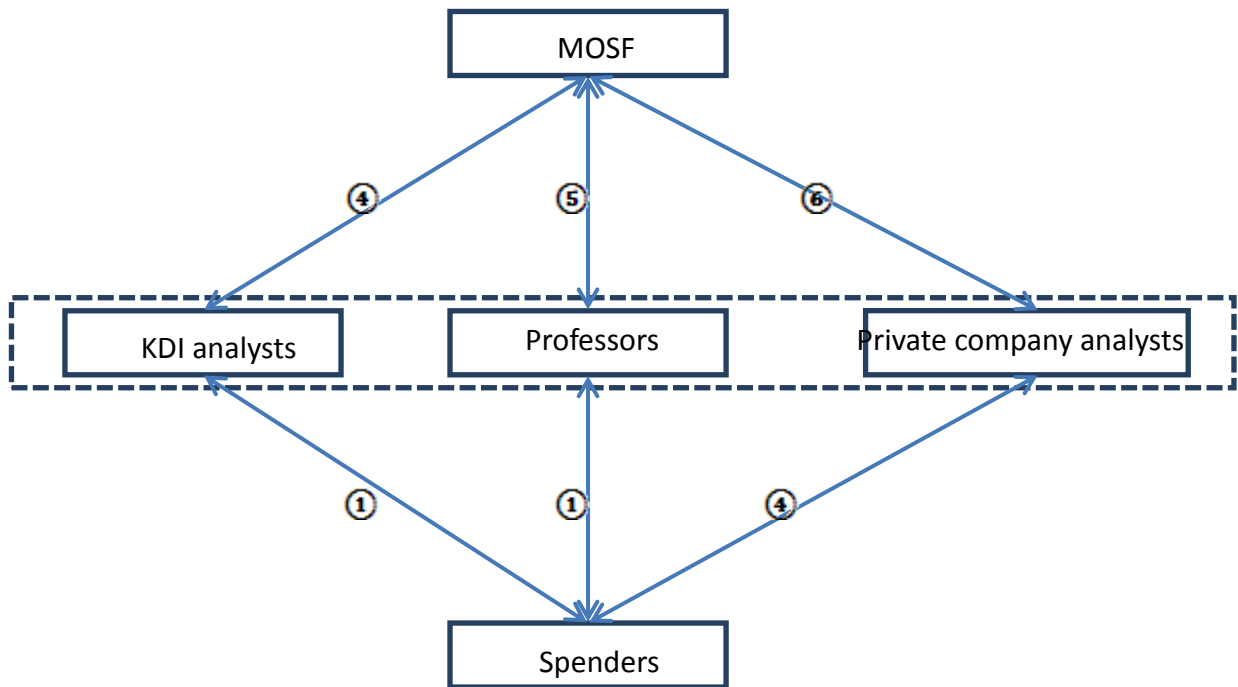 MOSF
④ ⑤ ⑥
KDI analysts Professors Private company analysts
① ① ④
Spenders